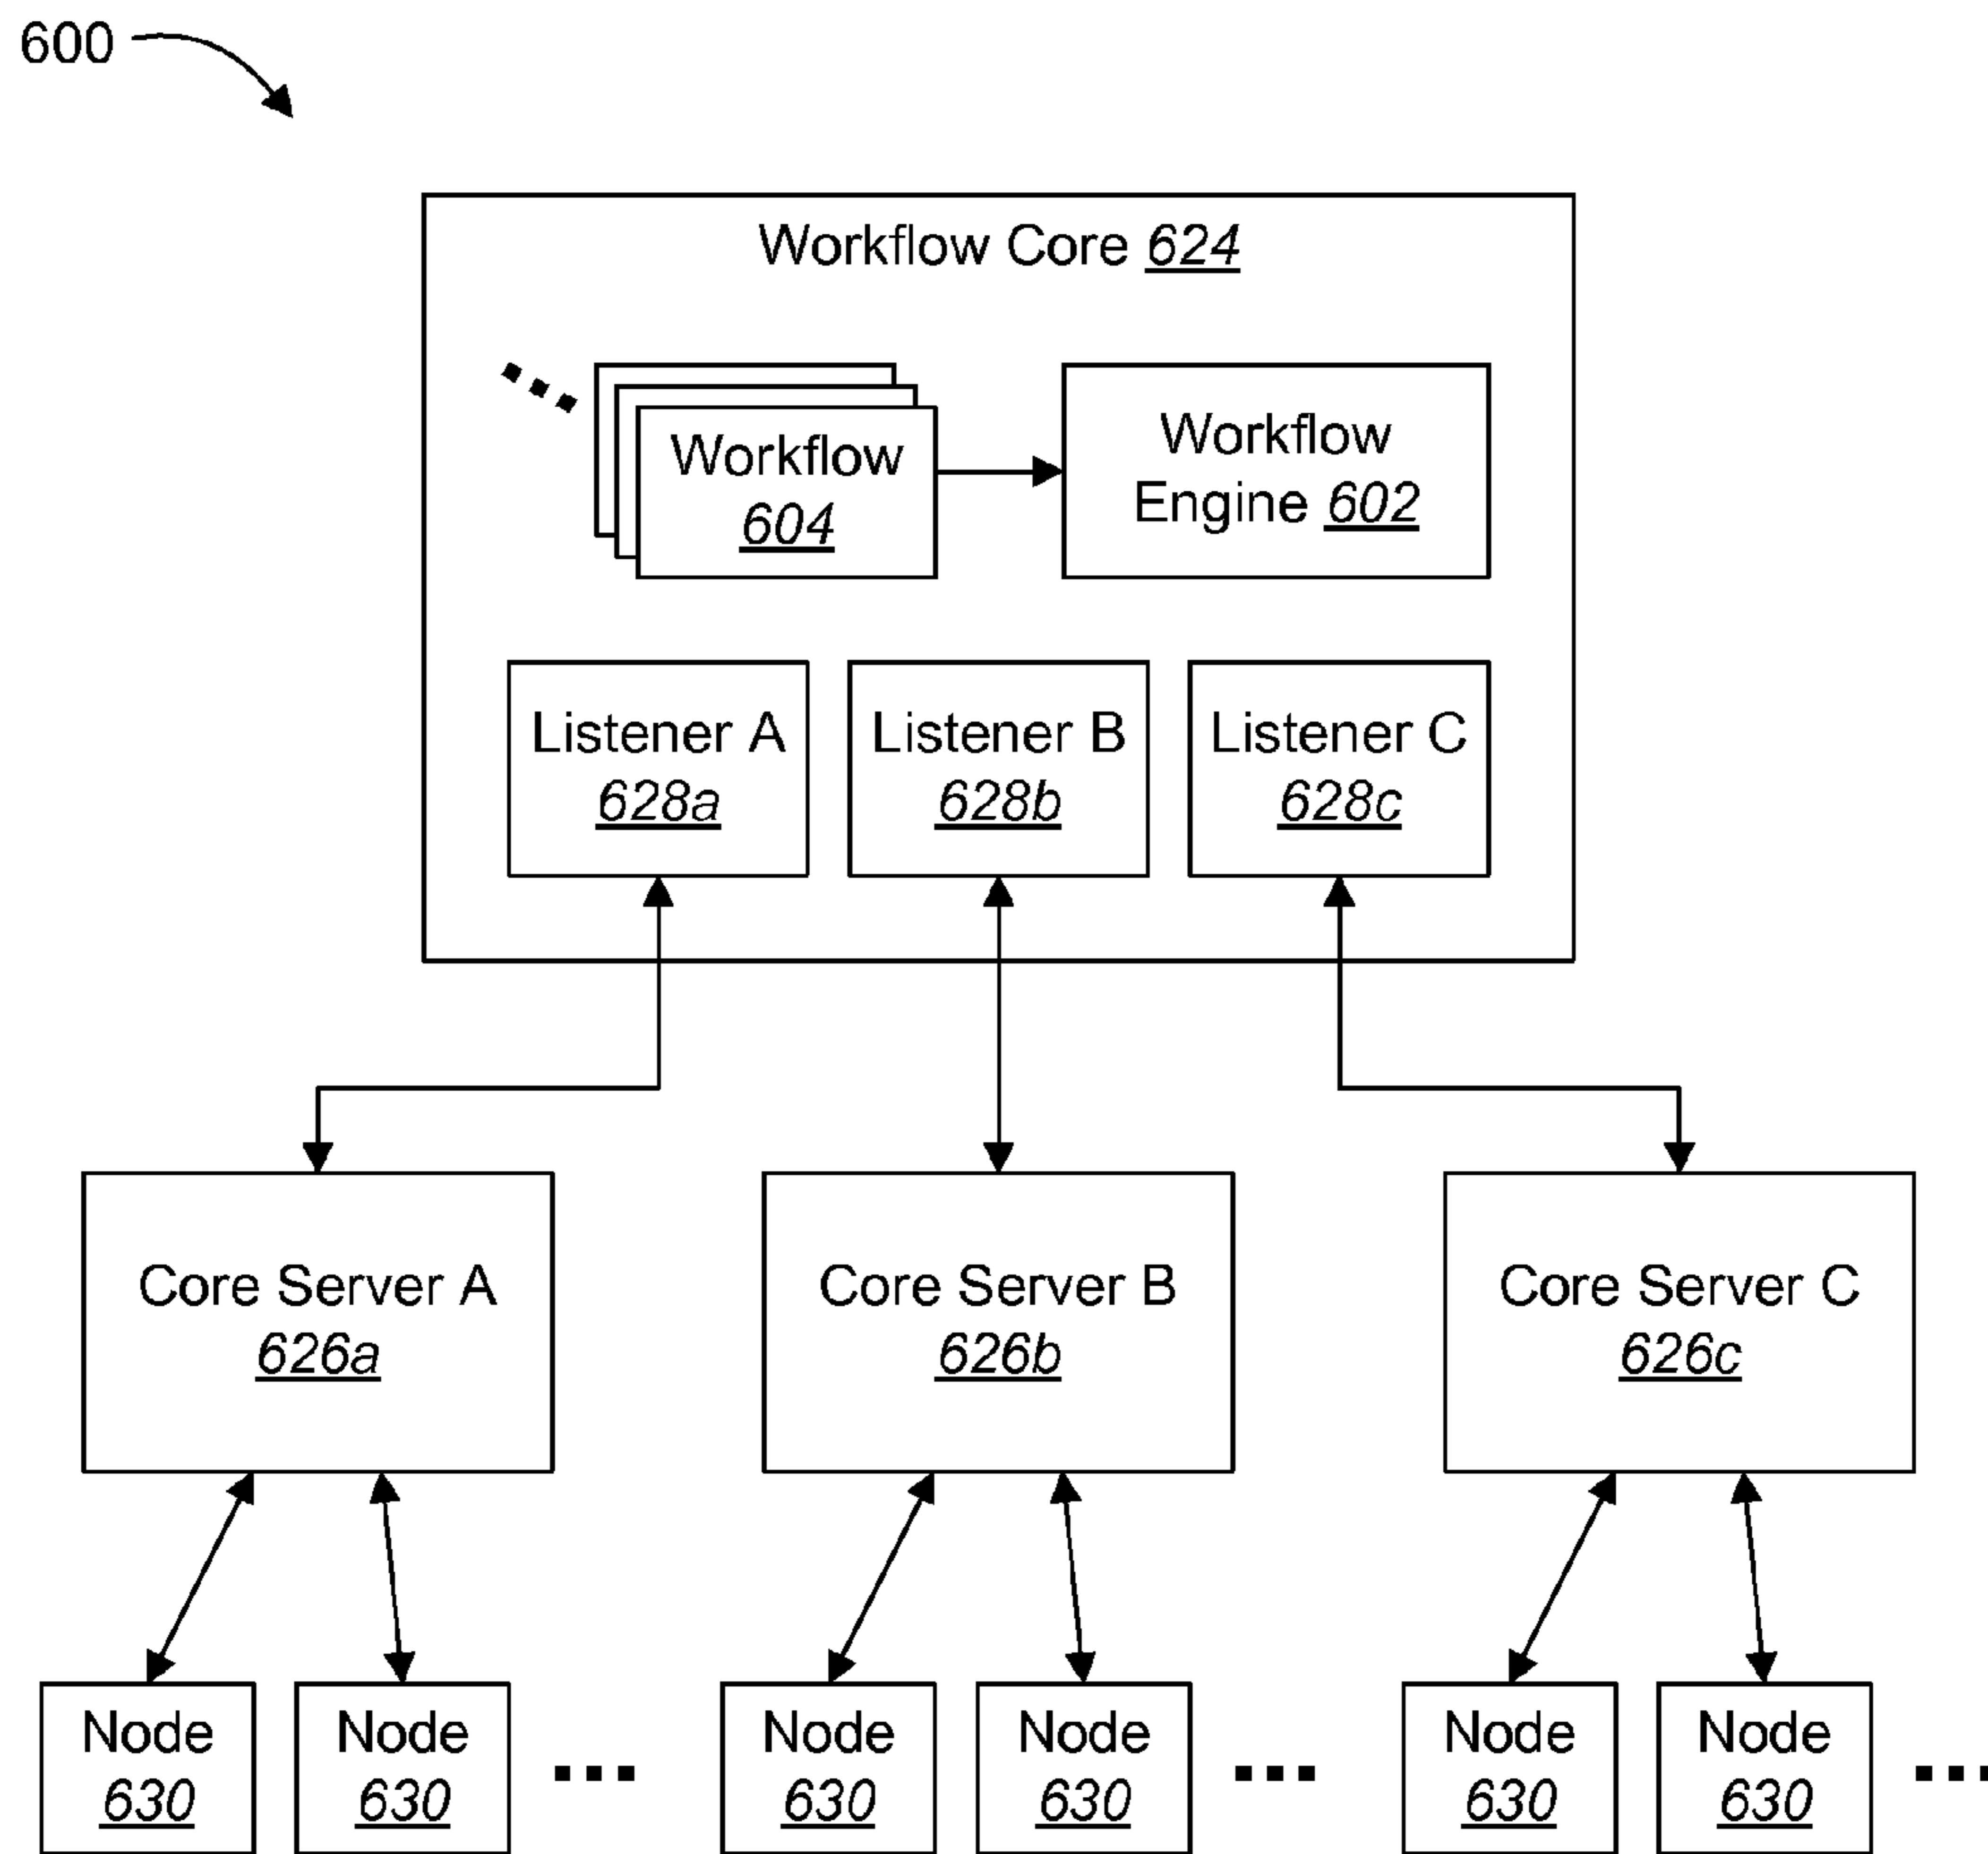 600
Workflow Core 624
Workflow
604
Workflow
Engine 602
Listener A
628a
Listener B
628b
Listener C
628c
Core Server A
626a
Core Server B
626b
Core Server C
626c
Node
630
Node
630
Node
630
Node
630
Node
630
Node
630